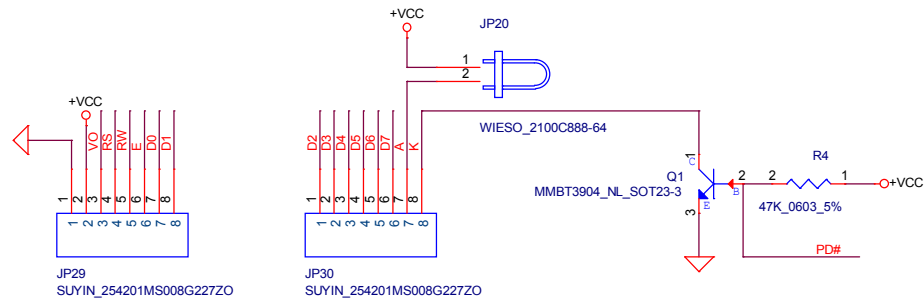 +VCC
JP20
1
2
WIESO_2100C888-64
+VCC
VO
RS
RW
E
D0
D1
1
2
3
4
5
6
7
8
1
2
3
4
5
6
7
8
JP29
SUYIN_254201MS008G227ZO
D2
D3
D4
D5
D6
D7
A
K
1
2
3
4
5
6
7
8
1
2
3
4
5
6
7
8
JP30
SUYIN_254201MS008G227ZO
1
C
Q1
MMBT3904_NL_SOT23-3
B
E
3
2
2
R4
1
+VCC
47K_0603_5%
PD#